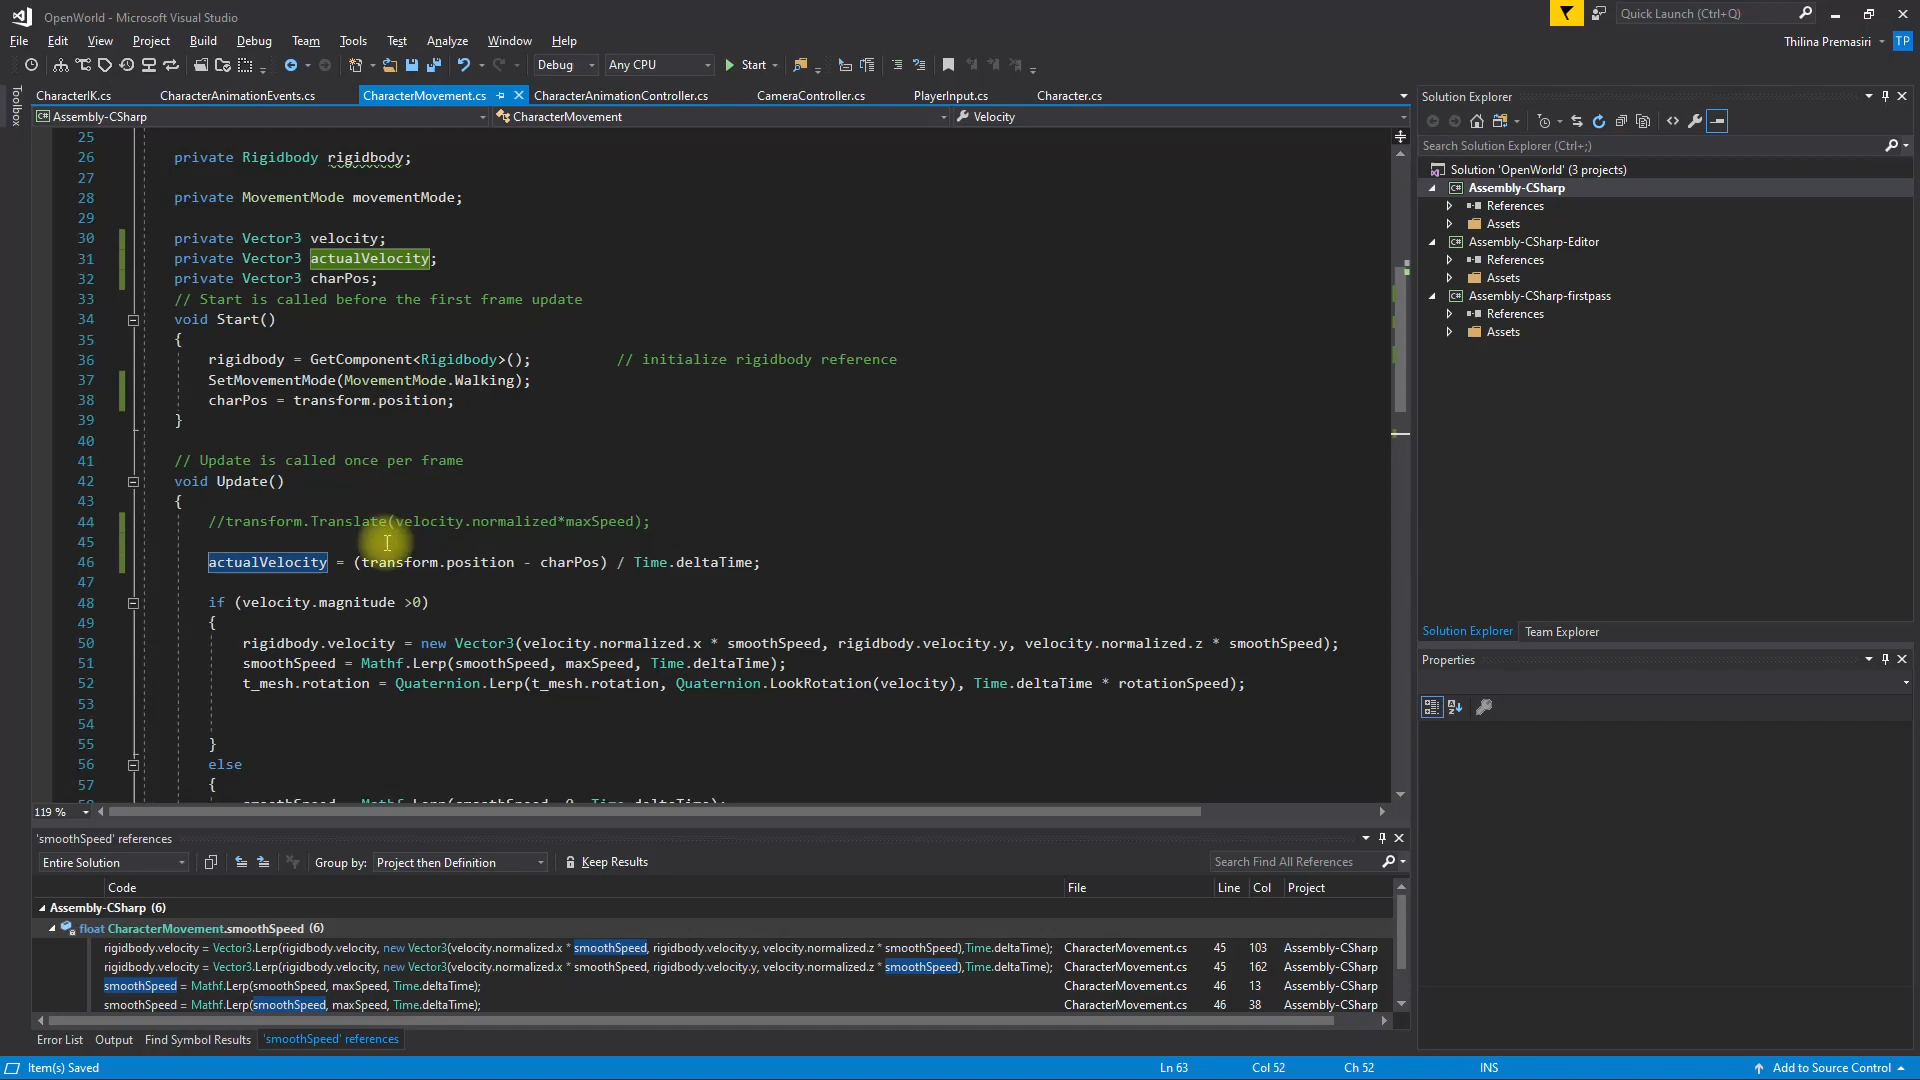 OpenWorld - Microsoft Visual Studio
Quick Launch (Ctrl+Q)
File Edit View Project Build Debug Team Tools Test Analyze Window Help
Thilina Premasiri TP
Debug Any CPU Start
Toolbox
CharacterIK.cs CharacterAnimationEvents.cs CharacterMovement.cs CharacterAnimationController.cs CameraController.cs PlayerInput.cs Character.cs
Assembly-CSharp CharacterMovement Velocity
25
26 private Rigidbody rigidbody;
27
28 private MovementMode movementMode;
29
30 private Vector3 velocity;
31 private Vector3 actualVelocity;
32 private Vector3 charPos;
33 // Start is called before the first frame update
34 void Start()
35 {
36 rigidbody = GetComponent<Rigidbody>(); // initialize rigidbody reference
37 SetMovementMode(MovementMode.Walking);
38 charPos = transform.position;
39 }
40
41 // Update is called once per frame
42 void Update()
43 {
44 //transform.Translate(velocity.normalized*maxSpeed);
45
46 actualVelocity = (transform.position - charPos) / Time.deltaTime;
47
48 if (velocity.magnitude >0)
49 {
50 rigidbody.velocity = new Vector3(velocity.normalized.x * smoothSpeed, rigidbody.velocity.y, velocity.normalized.z * smoothSpeed);
51 smoothSpeed = Mathf.Lerp(smoothSpeed, maxSpeed, Time.deltaTime);
52 t_mesh.rotation = Quaternion.Lerp(t_mesh.rotation, Quaternion.LookRotation(velocity), Time.deltaTime * rotationSpeed);
53
54
55 }
56 else
57 {
smoothSpeed = Mathf.Lerp(smoothSpeed, 0, Time.deltaTime);
119 %
Solution Explorer
Search Solution Explorer (Ctrl+;)
Solution 'OpenWorld' (3 projects)
Assembly-CSharp
References
Assets
Assembly-CSharp-Editor
References
Assets
Assembly-CSharp-firstpass
References
Assets
Solution Explorer Team Explorer
Properties
'smoothSpeed' references
Entire Solution Group by: Project then Definition Keep Results Search Find All References
Code File Line Col Project
Assembly-CSharp (6)
float CharacterMovement.smoothSpeed (6)
rigidbody.velocity = Vector3.Lerp(rigidbody.velocity, new Vector3(velocity.normalized.x * smoothSpeed, rigidbody.velocity.y, velocity.normalized.z * smoothSpeed),Time.deltaTime); CharacterMovement.cs 45 103 Assembly-CSharp
rigidbody.velocity = Vector3.Lerp(rigidbody.velocity, new Vector3(velocity.normalized.x * smoothSpeed, rigidbody.velocity.y, velocity.normalized.z * smoothSpeed),Time.deltaTime); CharacterMovement.cs 45 162 Assembly-CSharp
smoothSpeed = Mathf.Lerp(smoothSpeed, maxSpeed, Time.deltaTime); CharacterMovement.cs 46 13 Assembly-CSharp
smoothSpeed = Mathf.Lerp(smoothSpeed, maxSpeed, Time.deltaTime); CharacterMovement.cs 46 38 Assembly-CSharp
Error List Output Find Symbol Results 'smoothSpeed' references
Item(s) Saved Ln 63 Col 52 Ch 52 INS Add to Source Control